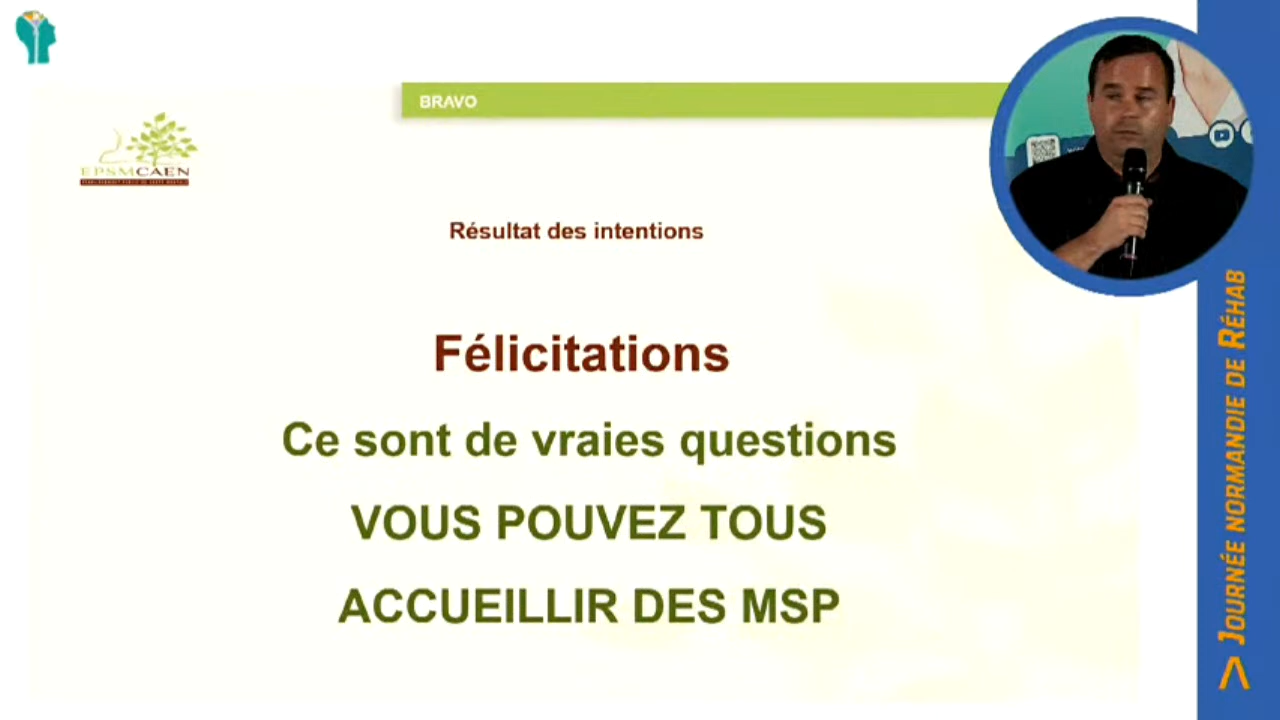 BRAVO
EPSMCAEN
Résultat des intentions
Félicitations
Ce sont de vraies questions
VOUS POUVEZ TOUS
ACCUEILLIR DES MSP
> JOURNÉE NORMANDIE DE RÉHAB